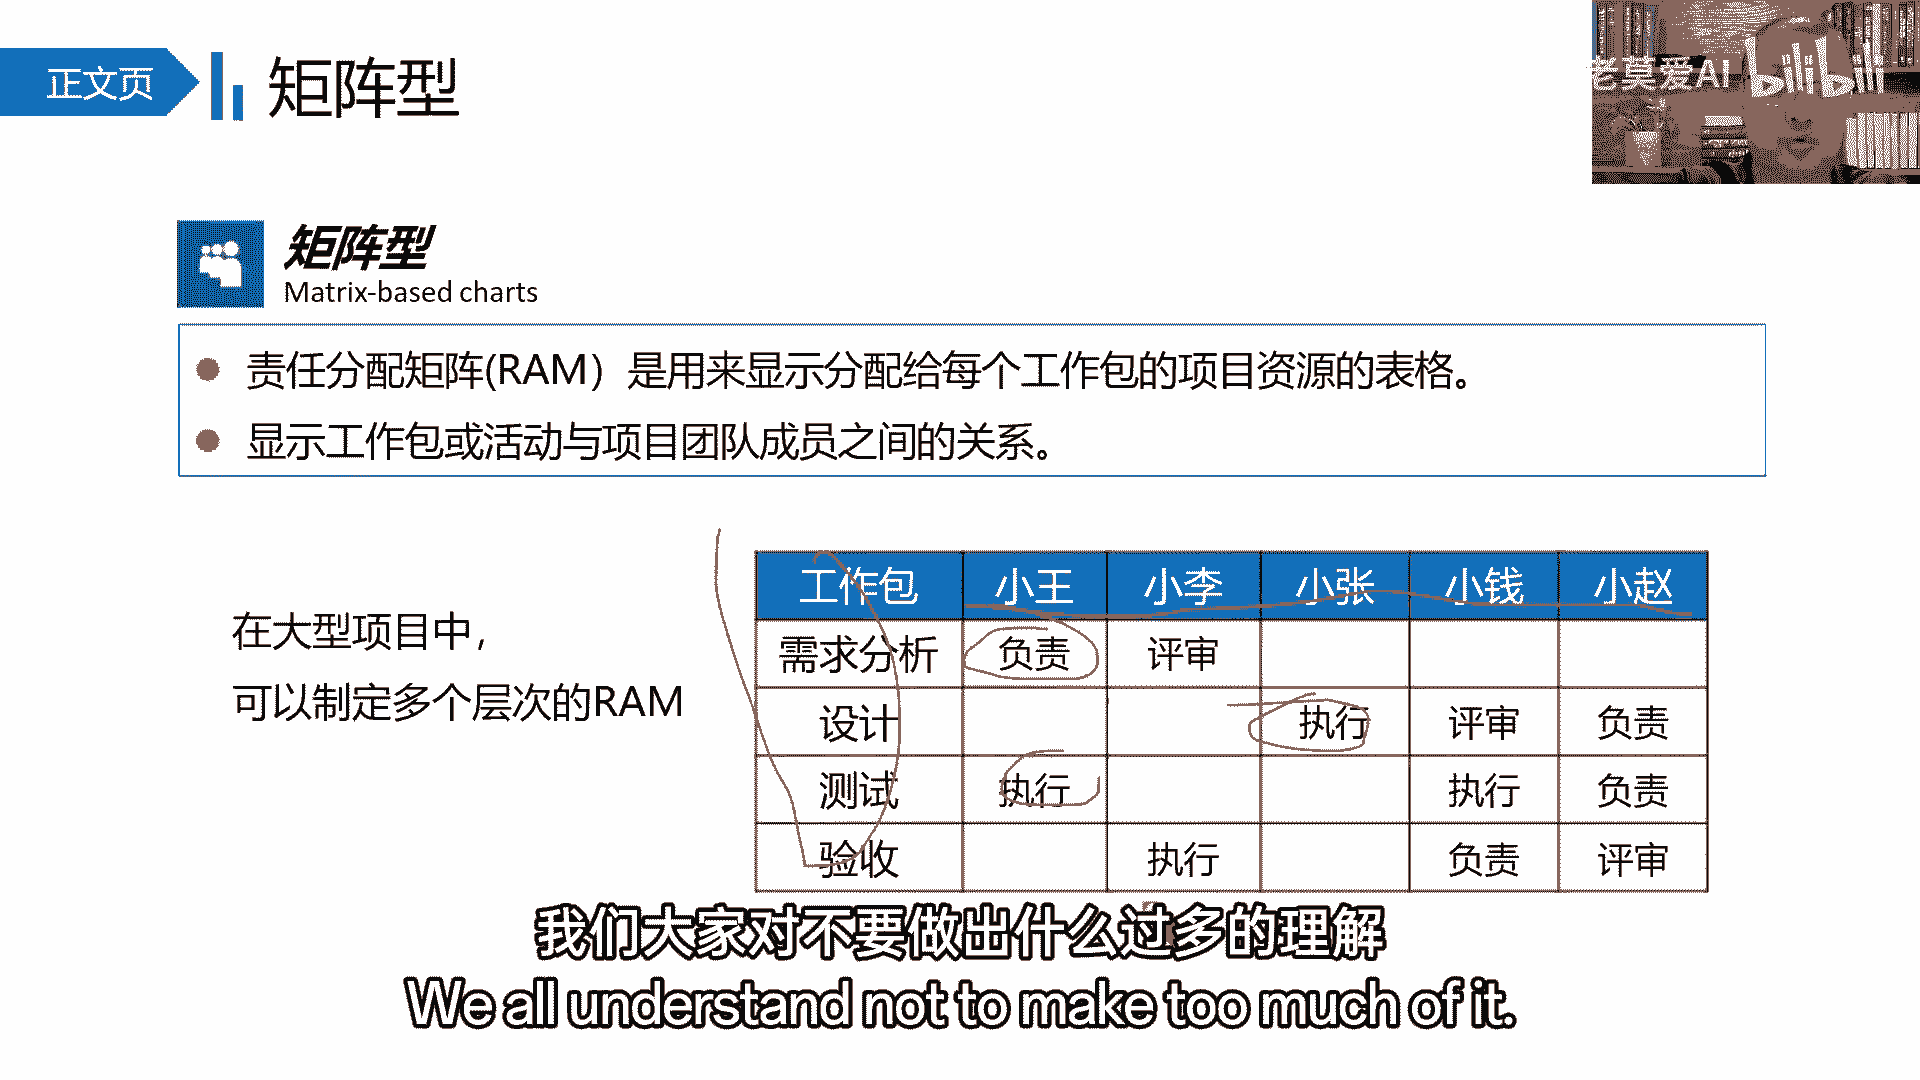 正文页
矩阵型
老莫爱AI
bilibili
矩阵型
Matrix-based charts
责任分配矩阵(RAM）是用来显示分配给每个工作包的项目资源的表格。
显示工作包或活动与项目团队成员之间的关系。
在大型项目中，
可以制定多个层次的RAM
工作包 小王 小李 小张 小钱 小赵
需求分析 负责 评审
设计 执行 评审 负责
测试 执行 执行 负责
验收 执行 负责 评审
我们大家对不要做出什么过多的理解
We all understand not to make too much of it.